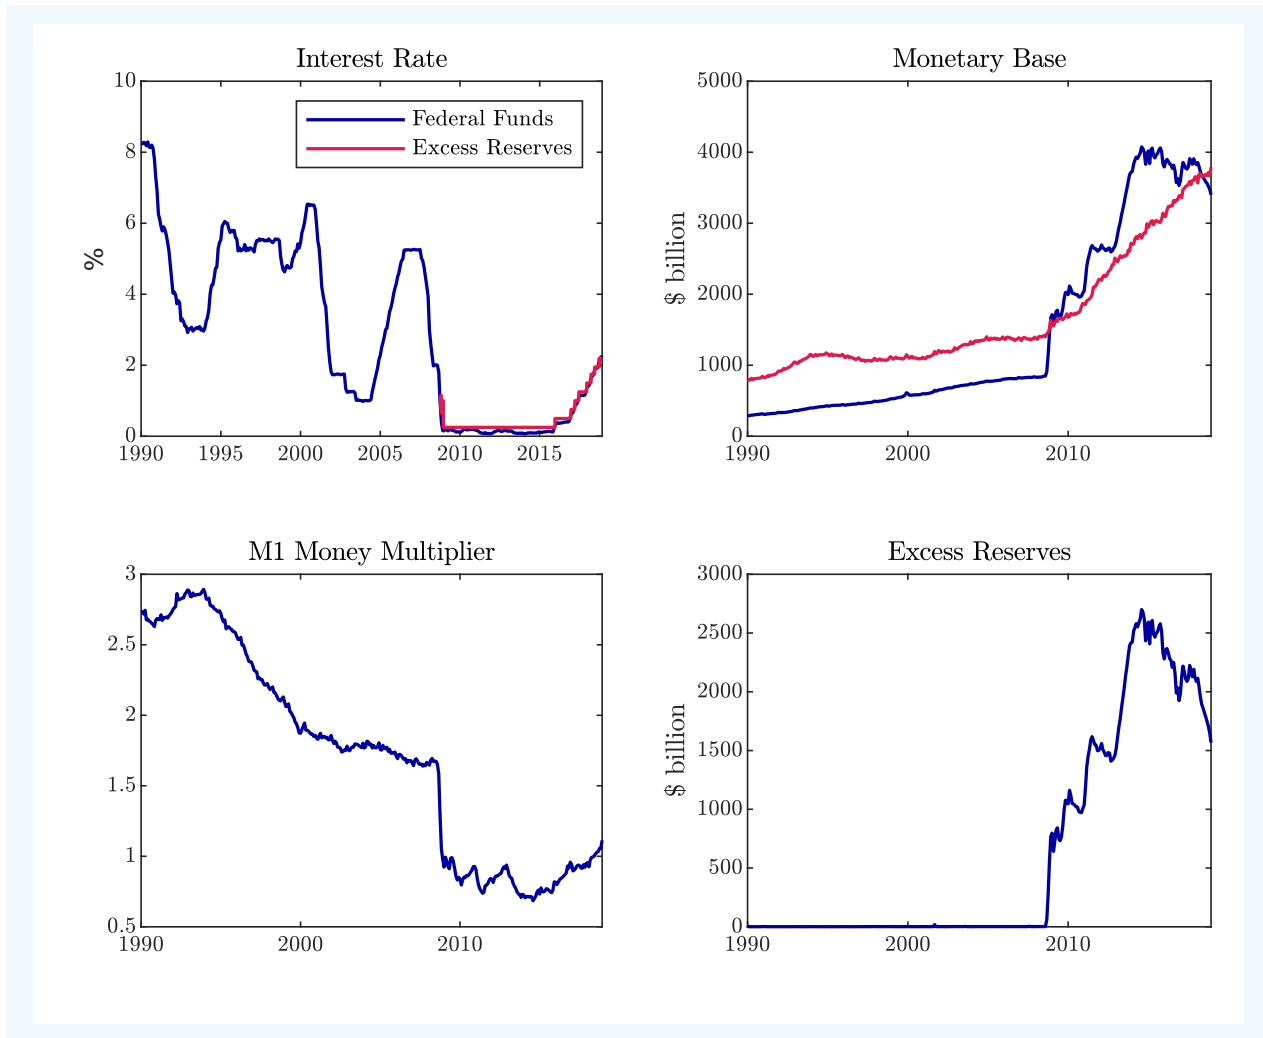 Interest Rate
10
8
6
4
2
0
%
Federal Funds
Excess Reserves
1990 1995 2000 2005 2010 2015
Monetary Base
5000
4000
3000
2000
1000
0
$ billion
1990 2000 2010
M1 Money Multiplier
3
2.5
2
1.5
1
0.5
1990 2000 2010
Excess Reserves
3000
2500
2000
1500
1000
500
0
$ billion
1990 2000 2010